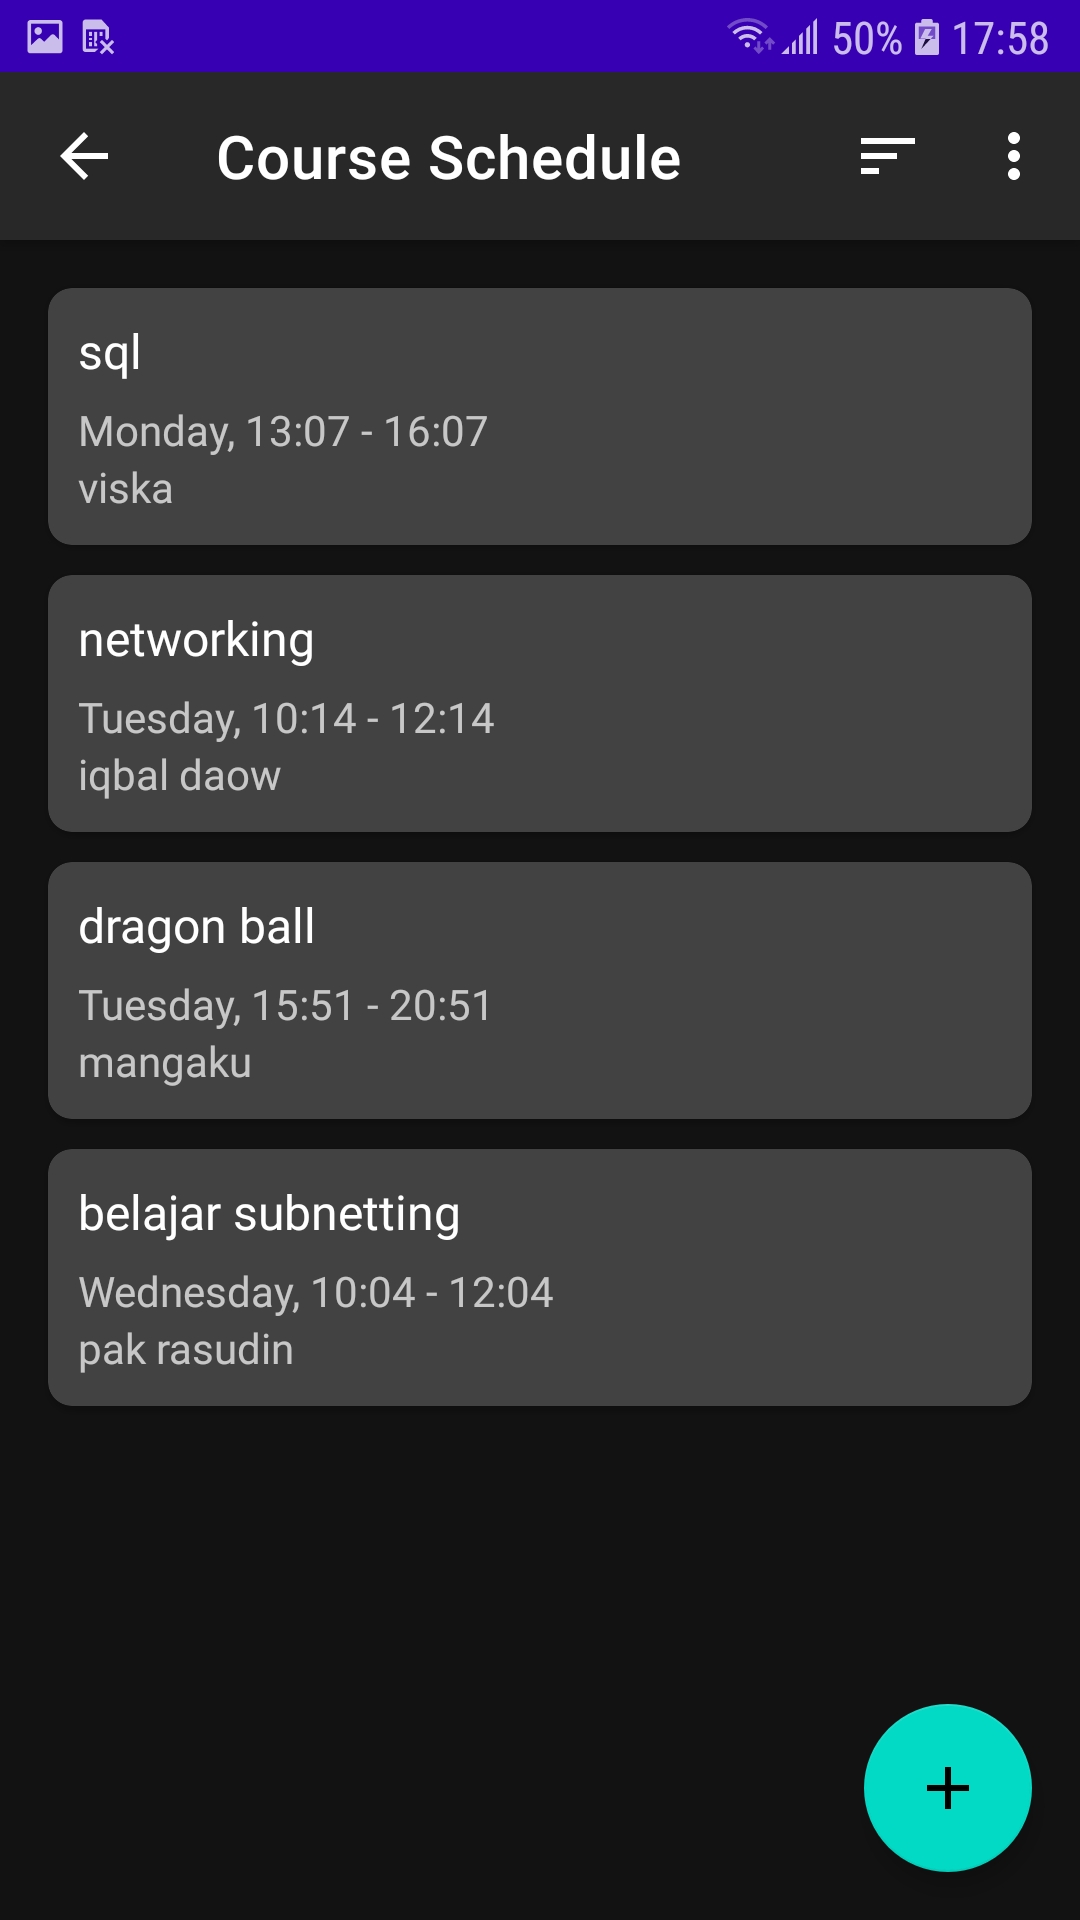 50% 17:58
Course Schedule
sql
Monday, 13:07 - 16:07
viska
networking
Tuesday, 10:14 - 12:14
iqbal daow
dragon ball
Tuesday, 15:51 - 20:51
mangaku
belajar subnetting
Wednesday, 10:04 - 12:04
pak rasudin